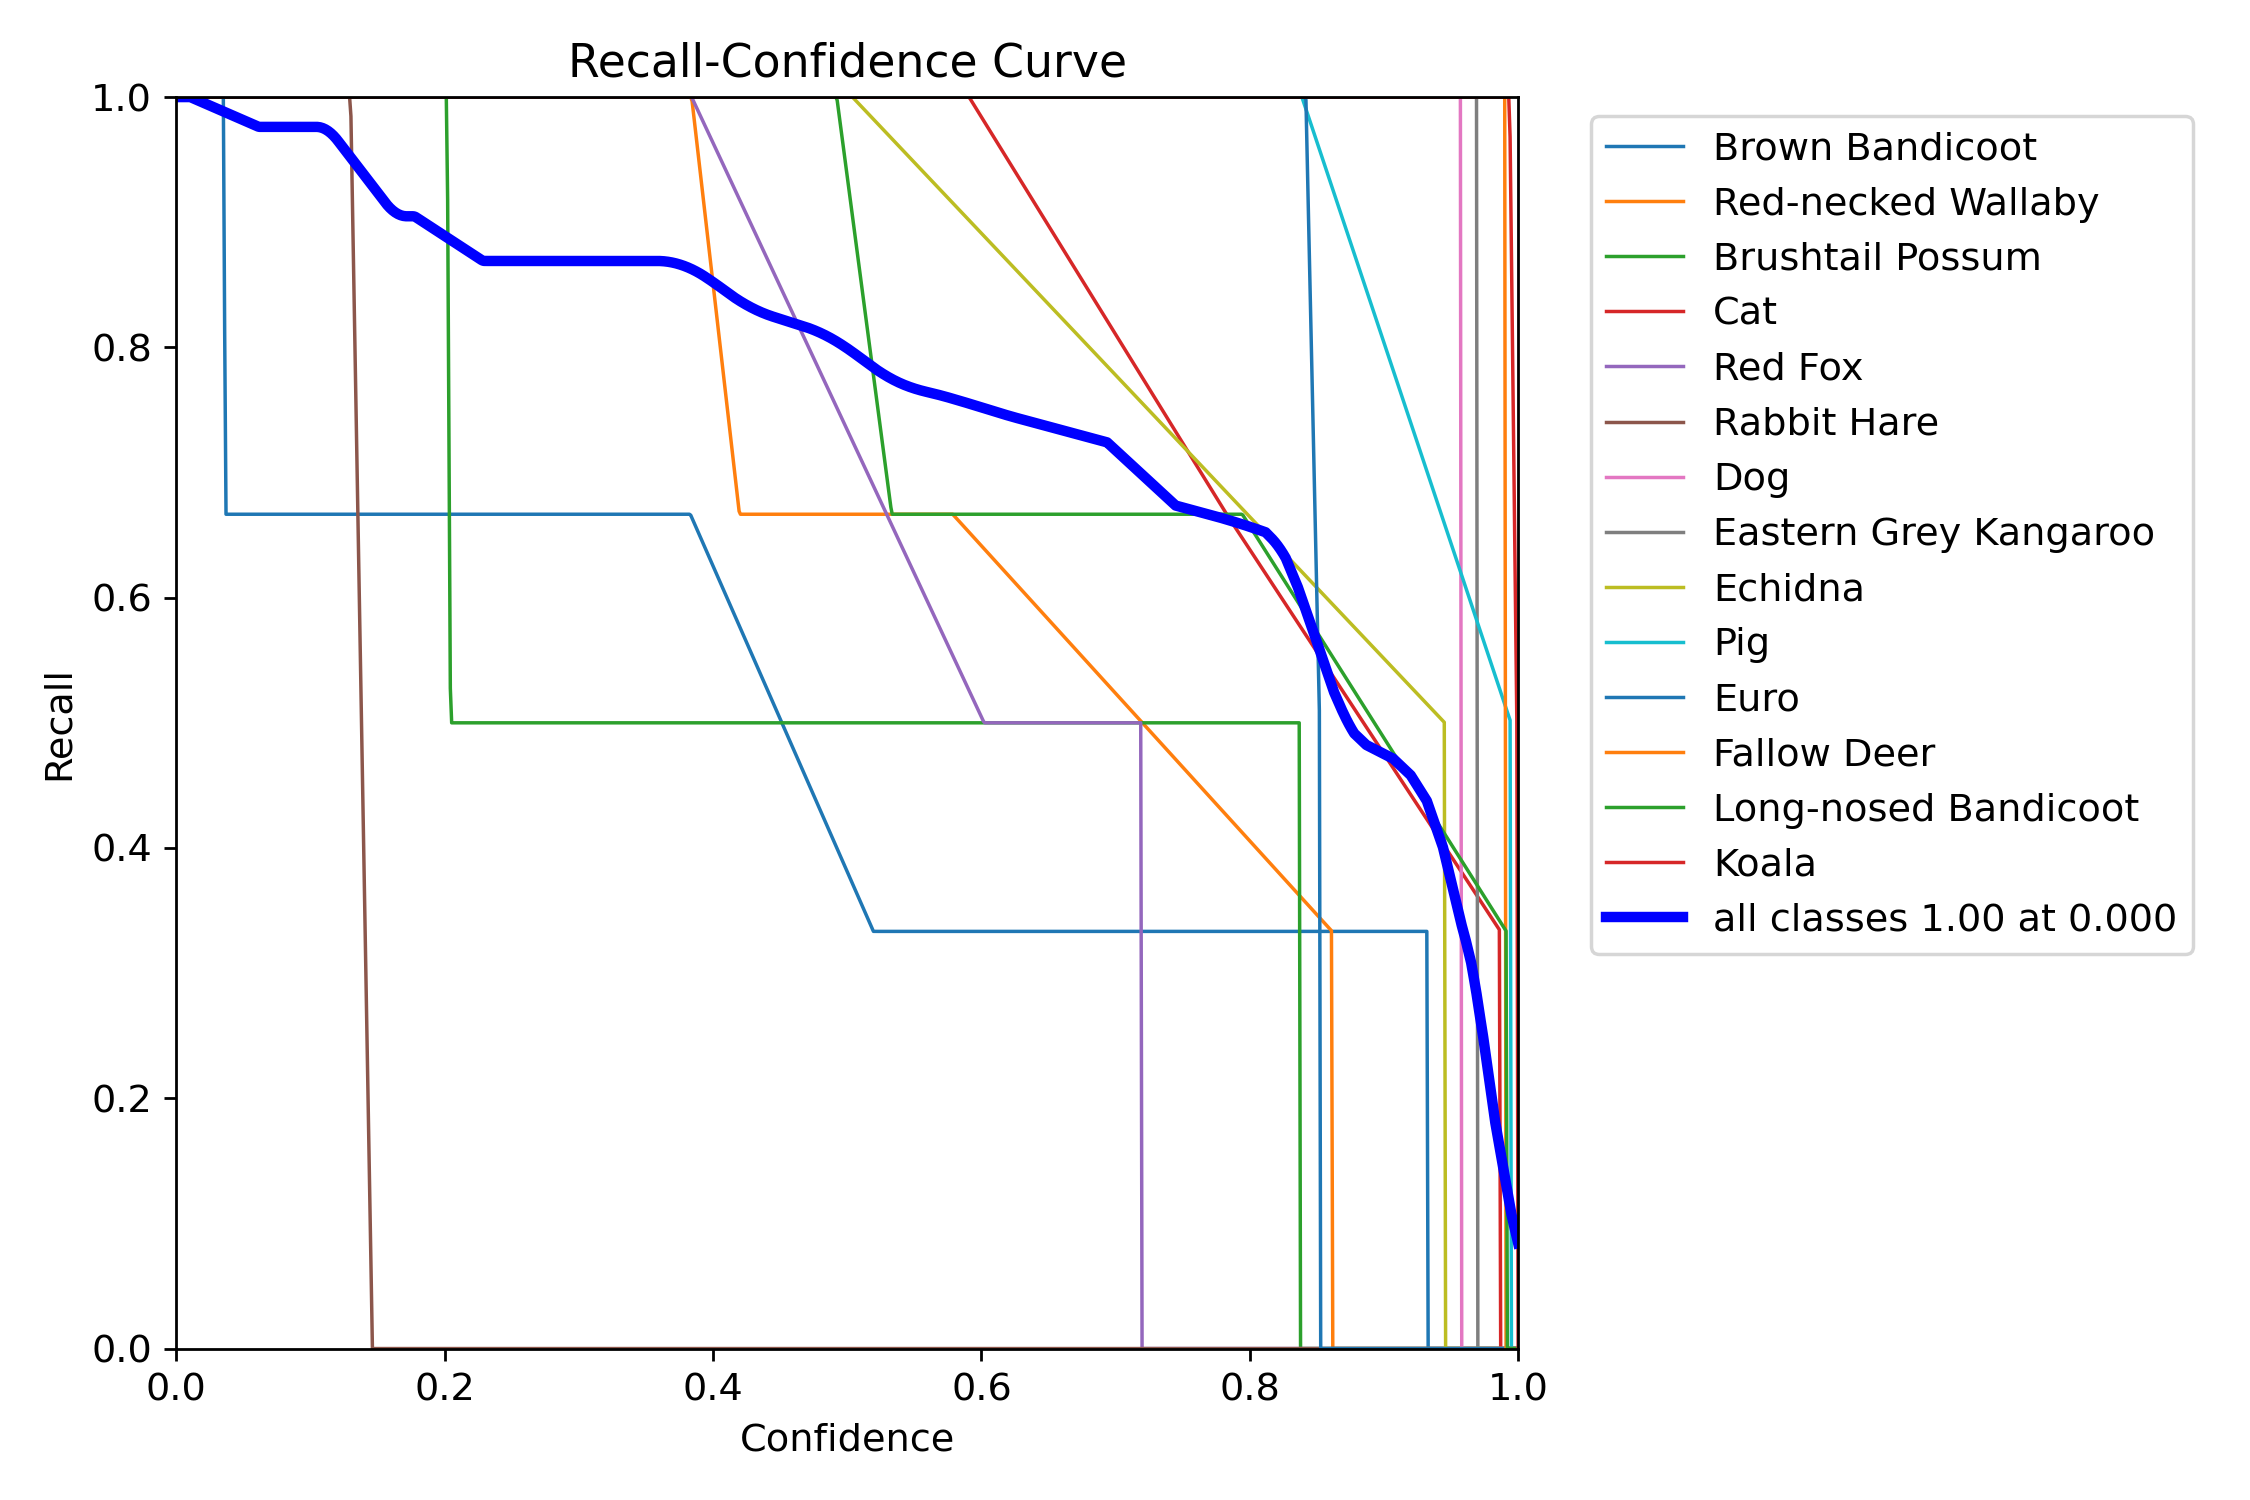 Recall-Confidence Curve
1.0
0.8
0.6
0.4
0.2
0.0
Recall
0.0 0.2 0.4 0.6 0.8 1.0
Confidence
Brown Bandicoot
Red-necked Wallaby
Brushtail Possum
Cat
Red Fox
Rabbit Hare
Dog
Eastern Grey Kangaroo
Echidna
Pig
Euro
Fallow Deer
Long-nosed Bandicoot
Koala
all classes 1.00 at 0.000